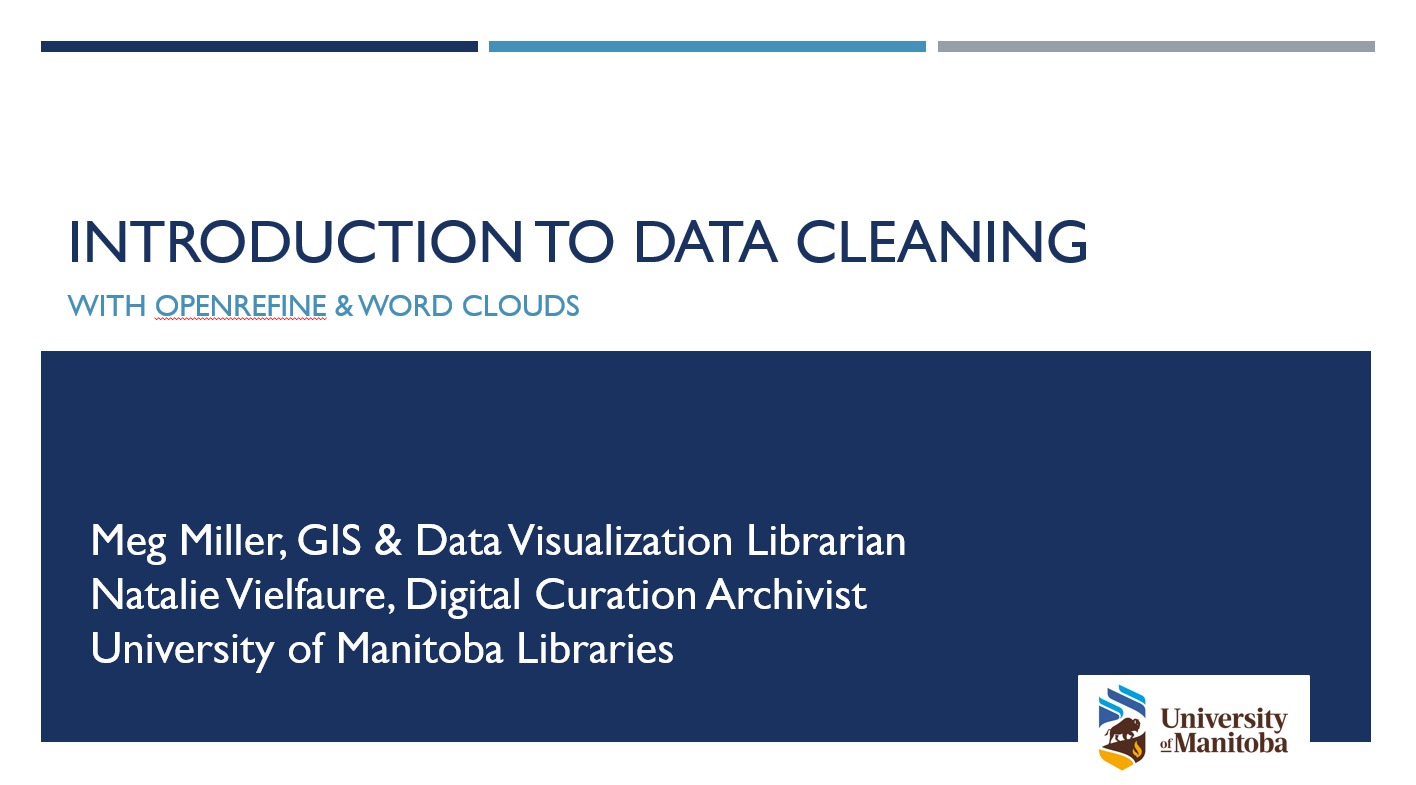 INTRODUCTION TO DATA CLEANING
WITH OPENREFINE & WORD CLOUDS
Meg Miller, GIS & Data Visualization Librarian
Natalie Vielfaure, Digital Curation Archivist
University of Manitoba Libraries
University
of Manitoba